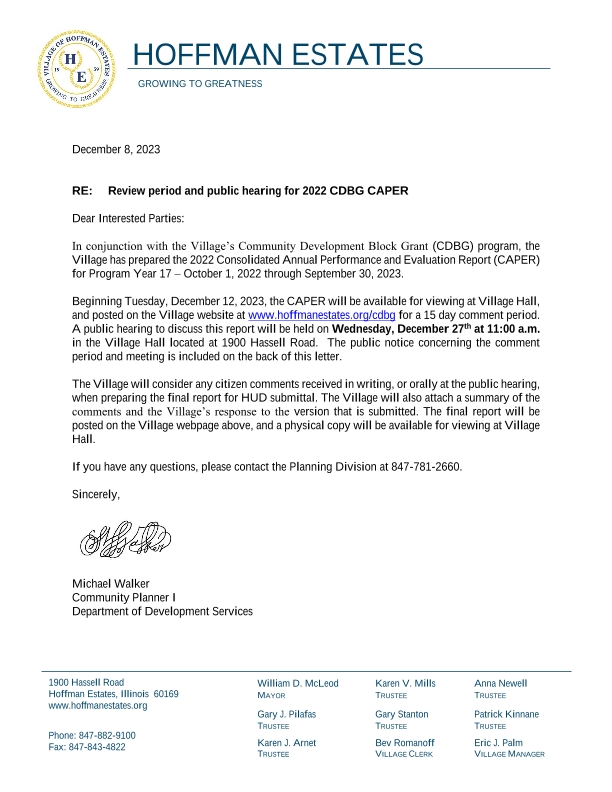 VILLAGE OF HOFFMAN ESTATES
H
19 59
E
GROWING TO GREATNESS
HOFFMAN ESTATES
GROWING TO GREATNESS
December 8, 2023
RE: Review period and public hearing for 2022 CDBG CAPER
Dear Interested Parties:
In conjunction with the Village’s Community Development Block Grant (CDBG) program, the
Village has prepared the 2022 Consolidated Annual Performance and Evaluation Report (CAPER)
for Program Year 17 – October 1, 2022 through September 30, 2023.
Beginning Tuesday, December 12, 2023, the CAPER will be available for viewing at Village Hall,
and posted on the Village website at www.hoffmanestates.org/cdbg for a 15 day comment period.
A public hearing to discuss this report will be held on Wednesday, December 27th at 11:00 a.m.
in the Village Hall located at 1900 Hassell Road. The public notice concerning the comment
period and meeting is included on the back of this letter.
The Village will consider any citizen comments received in writing, or orally at the public hearing,
when preparing the final report for HUD submittal. The Village will also attach a summary of the
comments and the Village’s response to the version that is submitted. The final report will be
posted on the Village webpage above, and a physical copy will be available for viewing at Village
Hall.
If you have any questions, please contact the Planning Division at 847-781-2660.
Sincerely,
Michael Walker
Community Planner I
Department of Development Services
1900 Hassell Road
Hoffman Estates, Illinois 60169
www.hoffmanestates.org
Phone: 847-882-9100
Fax: 847-843-4822
William D. McLeod
MAYOR
Karen V. Mills
TRUSTEE
Anna Newell
TRUSTEE
Gary J. Pilafas
TRUSTEE
Gary Stanton
TRUSTEE
Patrick Kinnane
TRUSTEE
Karen J. Arnet
TRUSTEE
Bev Romanoff
VILLAGE CLERK
Eric J. Palm
VILLAGE MANAGER